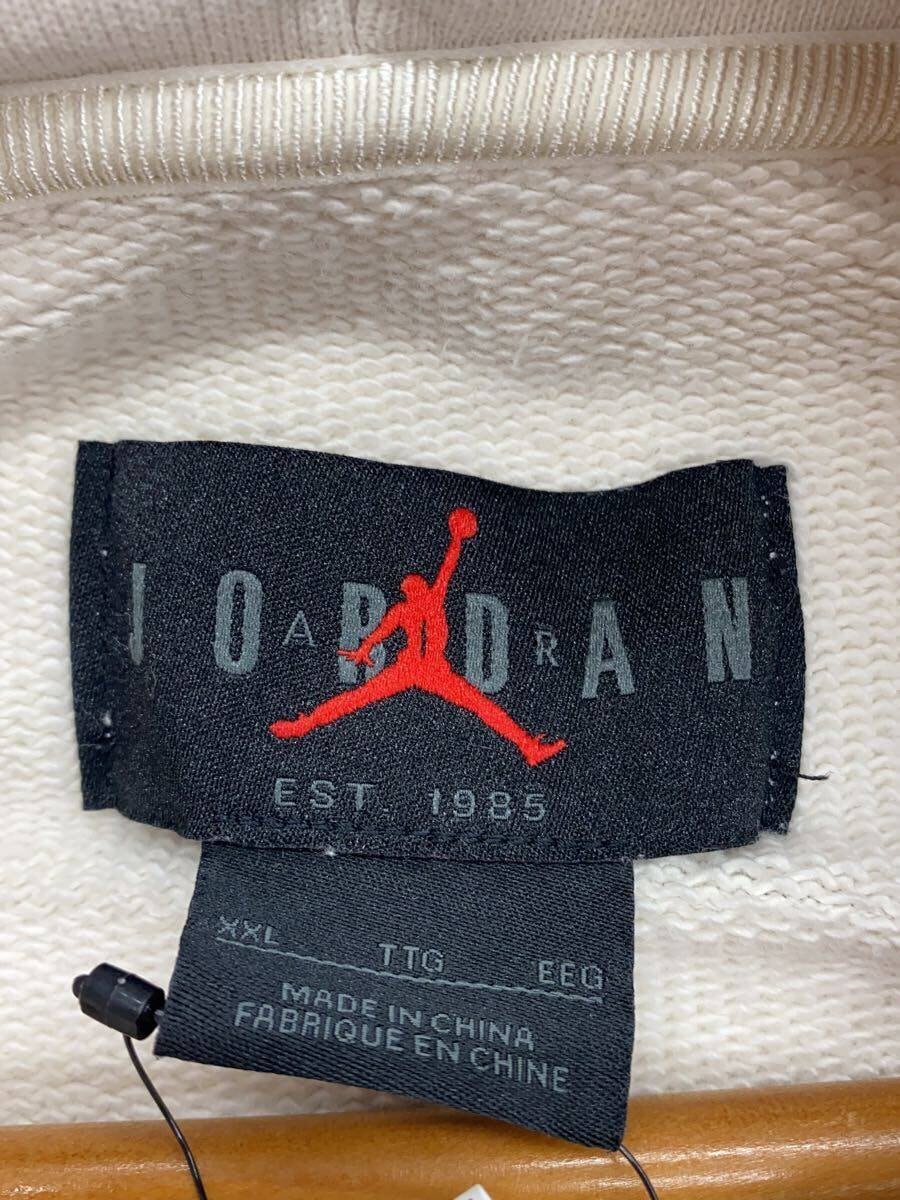 JORDAN
AIR
EST. 1985
XXL TTG EEG
MADE IN CHINA
FABRIQUE EN CHINE